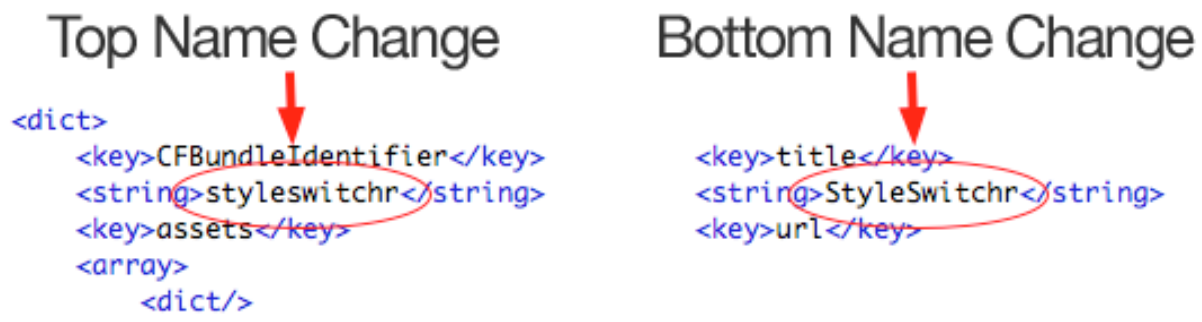 Top Name Change
<dict>
<key>CFBundleIdentifier</key>
<string>styleswitchr</string>
<key>assets</key>
<array>
<dict/>
Bottom Name Change
<key>title</key>
<string>StyleSwitchr</string>
<key>url</key>